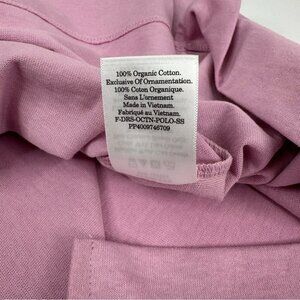 100% Organic Cotton.
Exclusive Of Ornamentation.
100% Coton Organique.
Sans L'ornement
Made in Vietnam.
Fabriqué au Vietnam.
F-DRS-OCTN-POLO-SS
PP4009746709